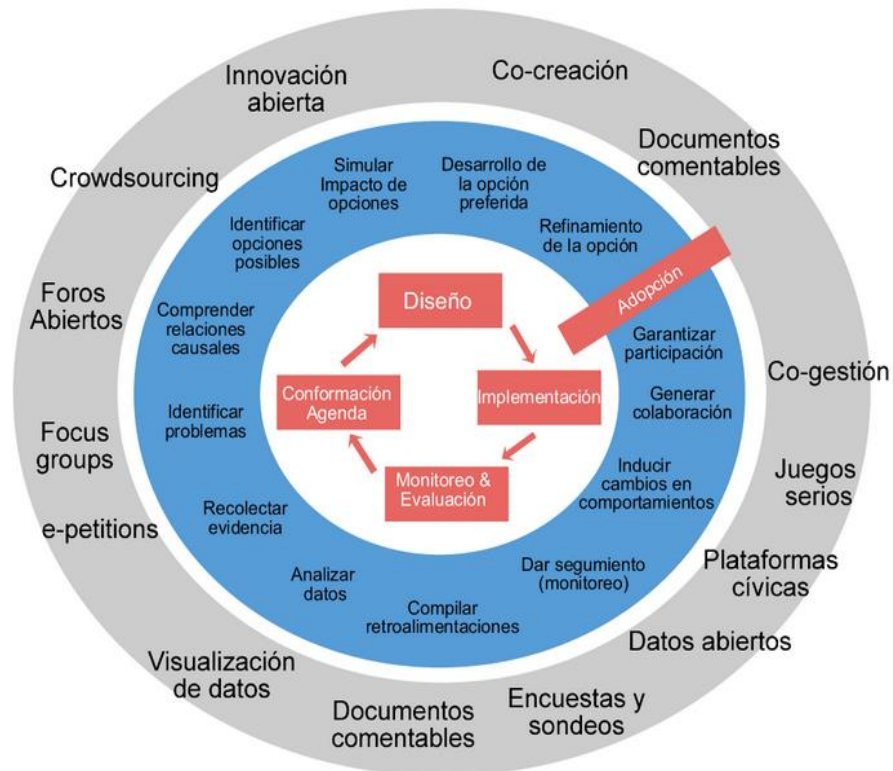 Innovación
abierta
Co-creación
Documentos
comentables
Crowdsourcing
Foros
Abiertos
Focus
groups
e-petitions
Visualización
de datos
Documentos
comentables
Encuestas y
sondeos
Datos abiertos
Plataformas
cívicas
Juegos
serios
Co-gestión
Simular
Impacto de
opciones
Desarrollo de
la opción
preferida
Refinamiento
de la opción
Adopción
Identificar
opciones
posibles
Comprender
relaciones
causales
Identificar
problemas
Recolectar
evidencia
Analizar
datos
Compilar
retroalimentaciones
Dar segumiento
(monitoreo)
Inducir
cambios en
comportamientos
Generar
colaboración
Garantizar
participación
Diseño
Implementación
Monitoreo &
Evaluación
Conformación
Agenda